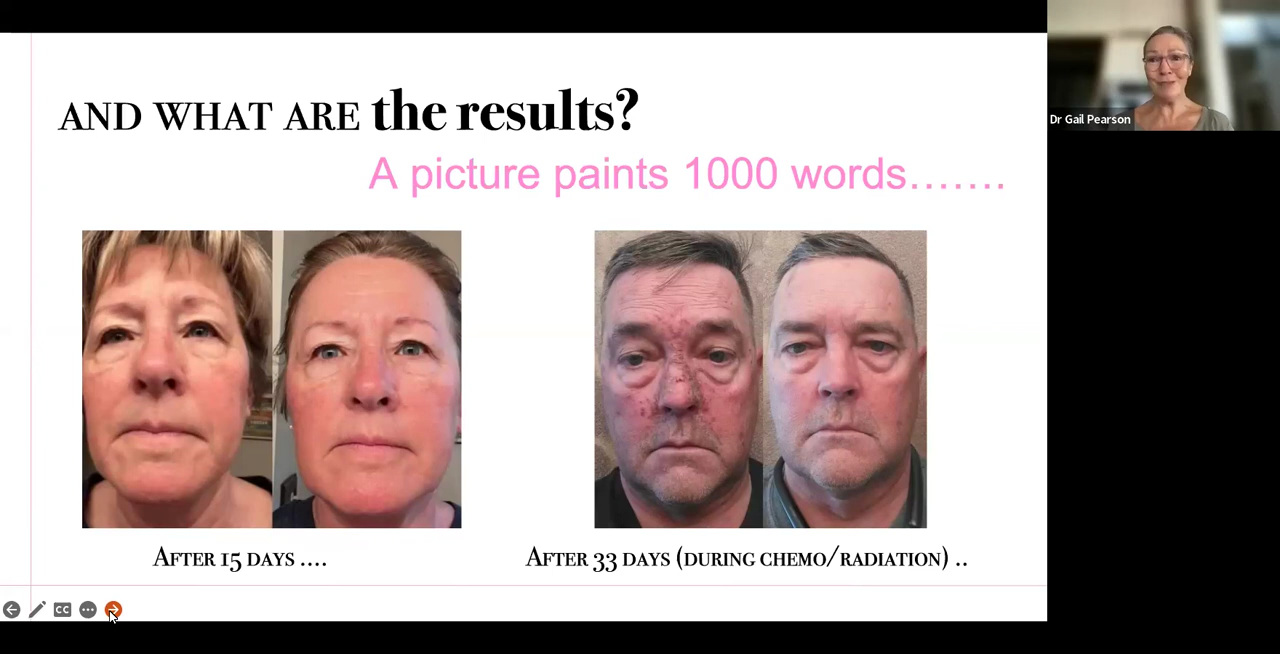 AND WHAT ARE the results?
A picture paints 1000 words.......
AFTER 15 DAYS ....
AFTER 33 DAYS (DURING CHEMO/RADIATION) ..
Dr Gail Pearson
CC